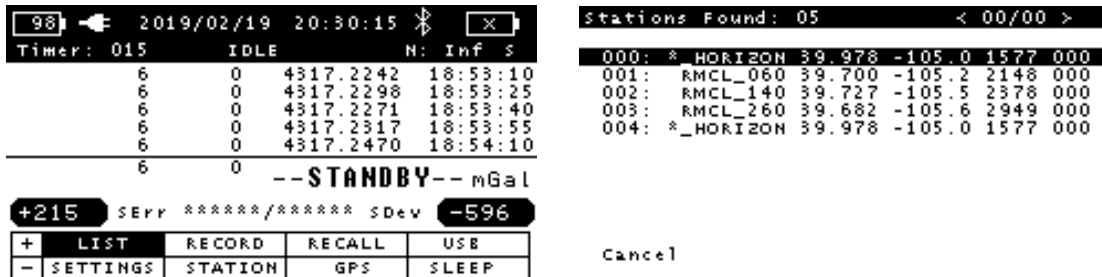 98 2019/02/19 20:30:15 X
Timer: 015 IDLE N: Inf S
6 0 4317.2242 18:53:10
6 0 4317.2298 18:53:25
6 0 4317.2271 18:53:40
6 0 4317.2317 18:53:55
6 0 4317.2470 18:54:10
6 0 --STANDBY-- mGal
+215 SErr ******/****** SDev -596
+ LIST RECORD RECALL USB
- SETTINGS STATION GPS SLEEP
Stations Found: 05 < 00/00 >
000: *_HORIZON 39.978 -105.0 1577 000
001: RMCL_060 39.700 -105.2 2148 000
002: RMCL_140 39.727 -105.5 2378 000
003: RMCL_260 39.682 -105.6 2949 000
004: *_HORIZON 39.978 -105.0 1577 000
Cancel